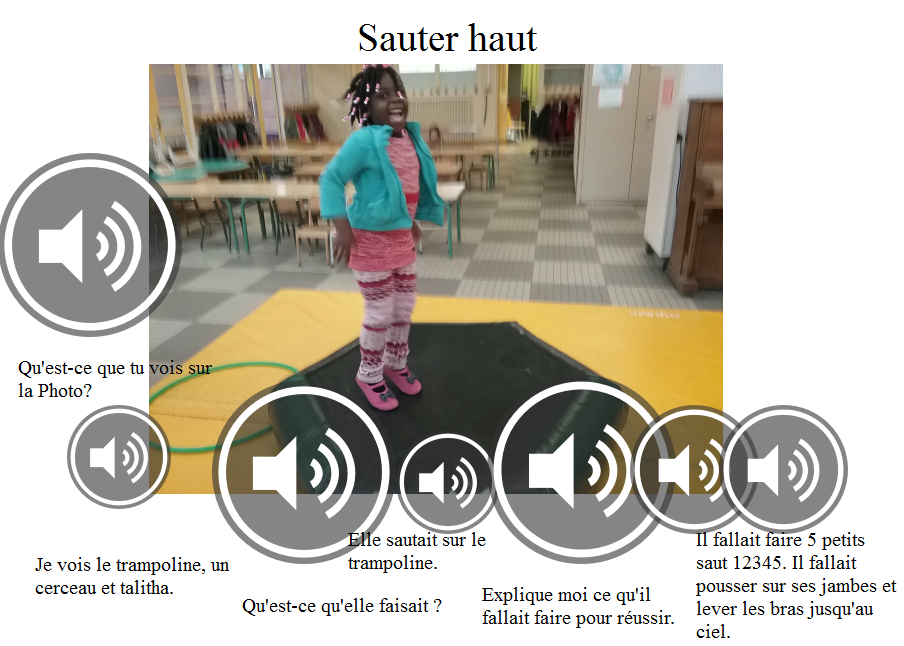 Sauter haut
Qu'est-ce que tu vois sur
la Photo?
Je vois le trampoline, un
cerceau et talitha.
Qu'est-ce qu'elle faisait ?
Elle sautait sur le
trampoline.
Explique moi ce qu'il
fallait faire pour réussir.
Il fallait faire 5 petits
saut 12345. Il fallait
pousser sur ses jambes et
lever les bras jusqu'au
ciel.